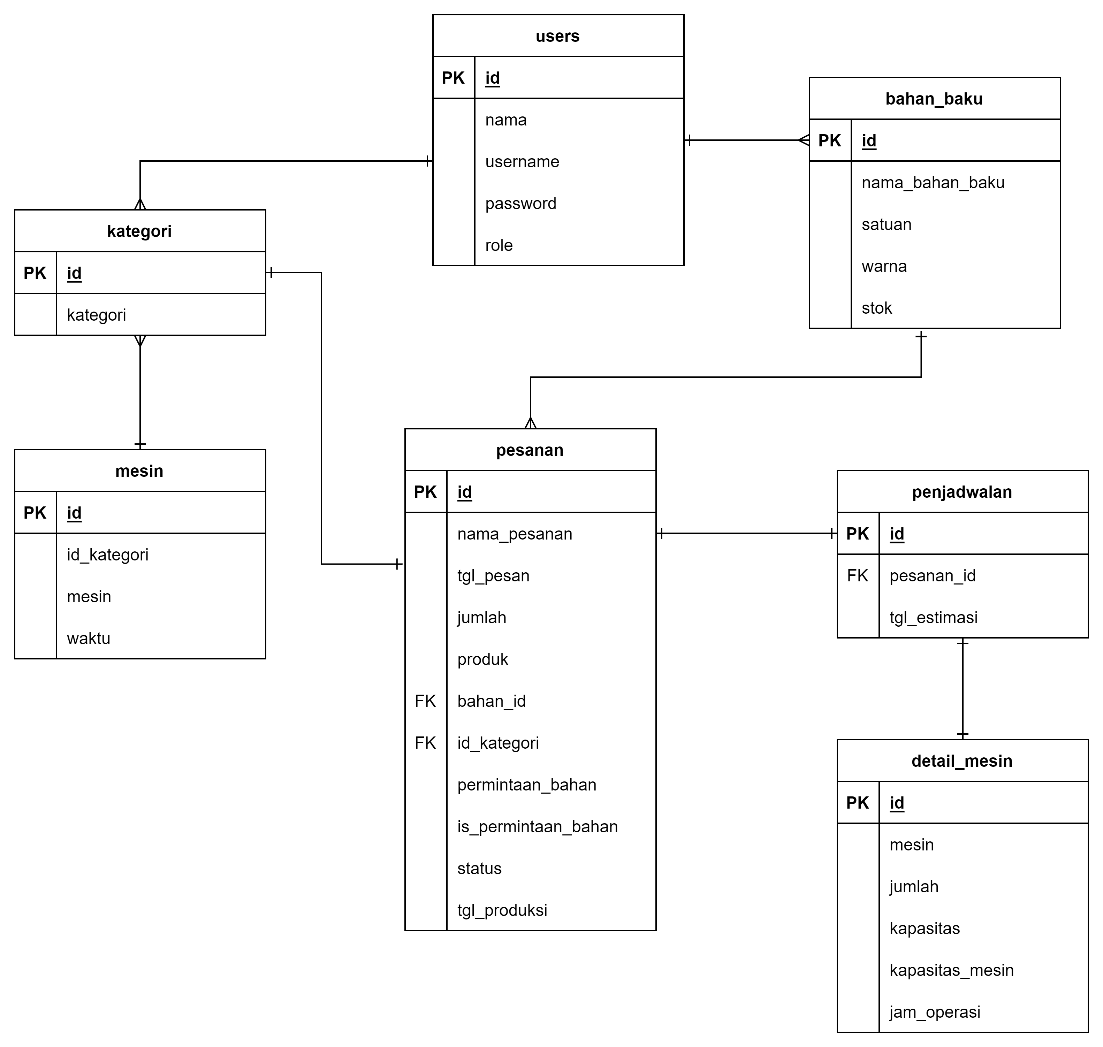 users
PK id
nama
username
password
role
bahan_baku
PK id
nama_bahan_baku
satuan
warna
stok
kategori
PK id
kategori
mesin
PK id
id_kategori
mesin
waktu
pesanan
PK id
nama_pesanan
tgl_pesan
jumlah
produk
FK bahan_id
FK id_kategori
permintaan_bahan
is_permintaan_bahan
status
tgl_produksi
penjadwalan
PK id
FK pesanan_id
tgl_estimasi
detail_mesin
PK id
mesin
jumlah
kapasitas
kapasitas_mesin
jam_operasi